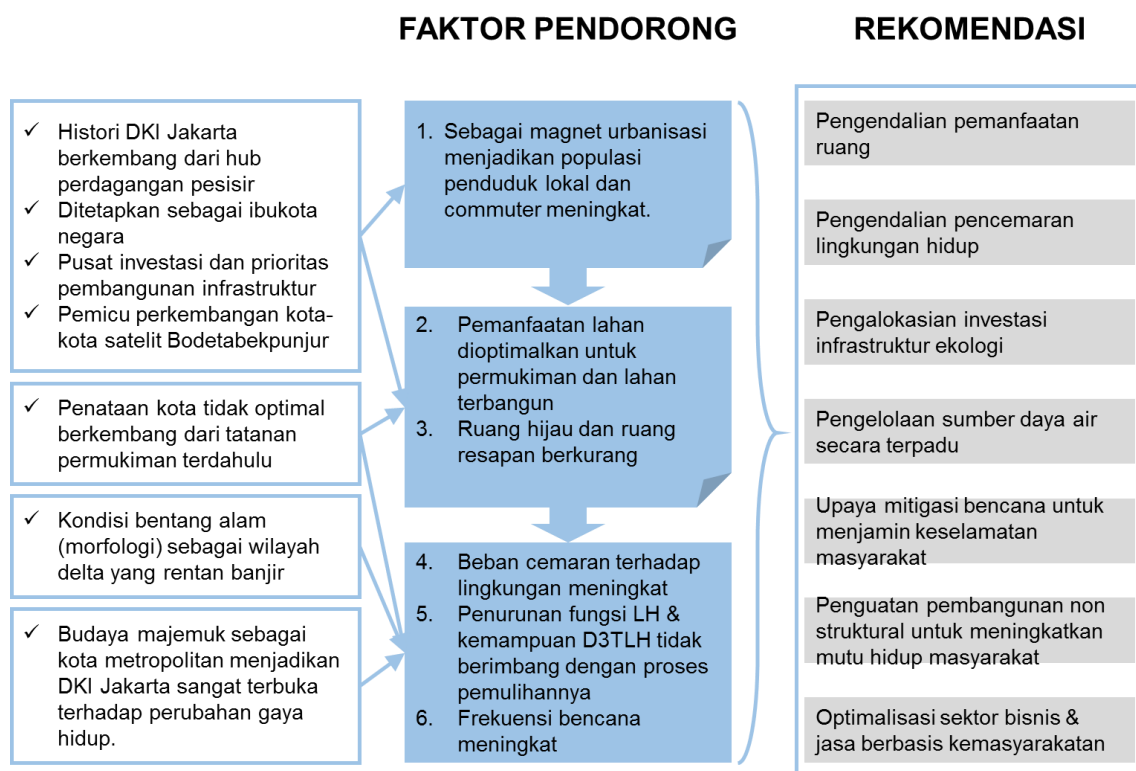 FAKTOR PENDORONG
REKOMENDASI
✓ Histori DKI Jakarta
berkembang dari hub
perdagangan pesisir
✓ Ditetapkan sebagai ibukota
negara
✓ Pusat investasi dan prioritas
pembangunan infrastruktur
✓ Pemicu perkembangan kota-
kota satelit Bodetabekpunjur
✓ Penataan kota tidak optimal
berkembang dari tatanan
permukiman terdahulu
✓ Kondisi bentang alam
(morfologi) sebagai wilayah
delta yang rentan banjir
✓ Budaya majemuk sebagai
kota metropolitan menjadikan
DKI Jakarta sangat terbuka
terhadap perubahan gaya
hidup.
1. Sebagai magnet urbanisasi
menjadikan populasi
penduduk lokal dan
commuter meningkat.
2. Pemanfaatan lahan
dioptimalkan untuk
permukiman dan lahan
terbangun
3. Ruang hijau dan ruang
resapan berkurang
4. Beban cemaran terhadap
lingkungan meningkat
5. Penurunan fungsi LH &
kemampuan D3TLH tidak
berimbang dengan proses
pemulihannya
6. Frekuensi bencana
meningkat
Pengendalian pemanfaatan
ruang
Pengendalian pencemaran
lingkungan hidup
Pengalokasian investasi
infrastruktur ekologi
Pengelolaan sumber daya air
secara terpadu
Upaya mitigasi bencana untuk
menjamin keselamatan
masyarakat
Penguatan pembangunan non
struktural untuk meningkatkan
mutu hidup masyarakat
Optimalisasi sektor bisnis &
jasa berbasis kemasyarakatan